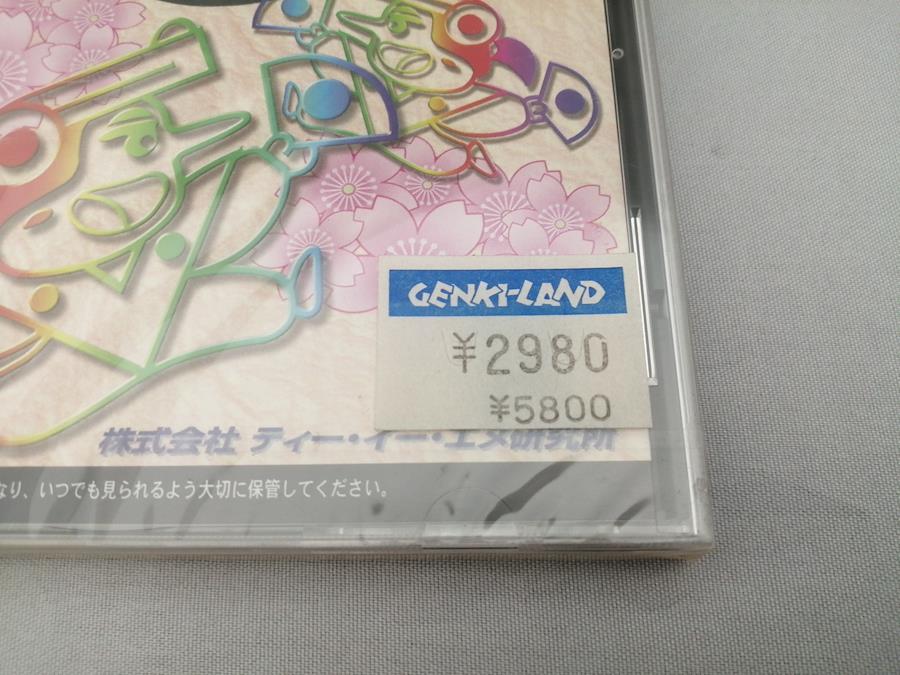 GENKI-LAND
¥2980
¥5800
株式会社 ティー・イー・エヌ研究所
なり、いつでも見られるよう大切に保管してください。